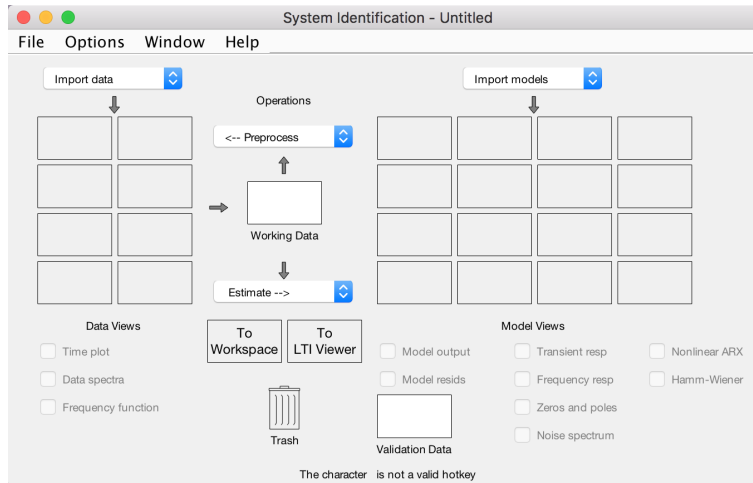 System Identification - Untitled
File Options Window Help
Import data
Import models
Operations
<-- Preprocess
Working Data
Estimate -->
Data Views
Time plot
Data spectra
Frequency function
To Workspace
To LTI Viewer
Trash
Model Views
Model output
Transient resp
Nonlinear ARX
Model resids
Frequency resp
Hamm-Wiener
Zeros and poles
Noise spectrum
Validation Data
The character is not a valid hotkey